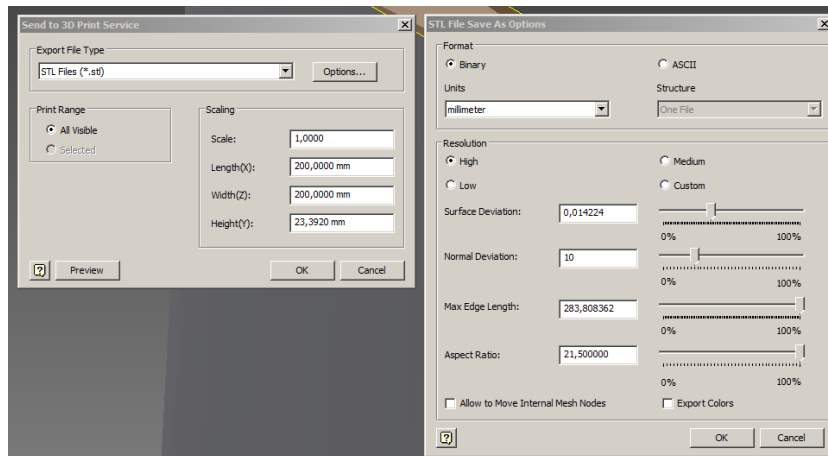 Send to 3D Print Service
Export File Type
STL Files (*.stl)
Options...
Print Range
All Visible
Selected
Scaling
Scale: 1,0000
Length(X): 200,0000 mm
Width(Z): 200,0000 mm
Height(Y): 23,3920 mm
Preview
OK Cancel
STL File Save As Options
Format
Binary ASCII
Units Structure
millimeter One File
Resolution
High Medium
Low Custom
Surface Deviation: 0,014224
0% 100%
Normal Deviation: 10
0% 100%
Max Edge Length: 283,808362
0% 100%
Aspect Ratio: 21,500000
0% 100%
Allow to Move Internal Mesh Nodes Export Colors
OK Cancel